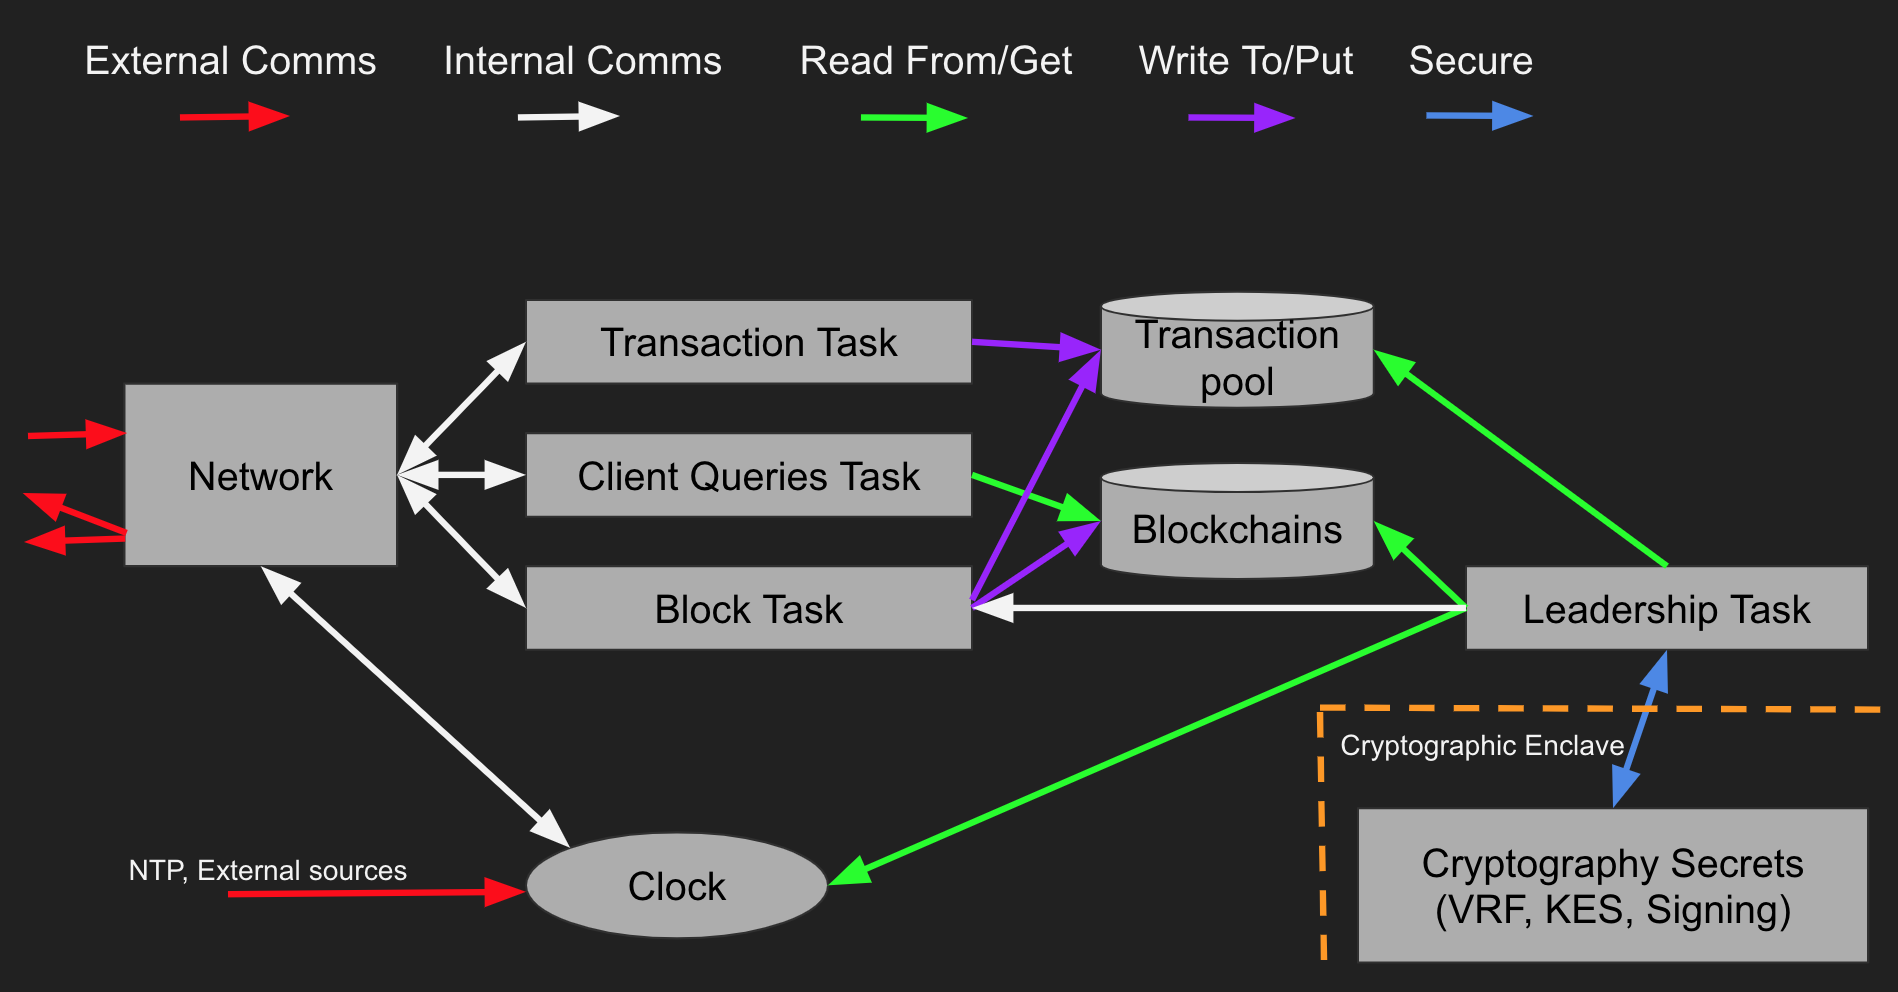 External Comms
Internal Comms
Read From/Get
Write To/Put
Secure
Transaction Task
Transaction
pool
Network
Client Queries Task
Blockchains
Block Task
Leadership Task
Cryptographic Enclave
NTP, External sources
Clock
Cryptography Secrets
(VRF, KES, Signing)